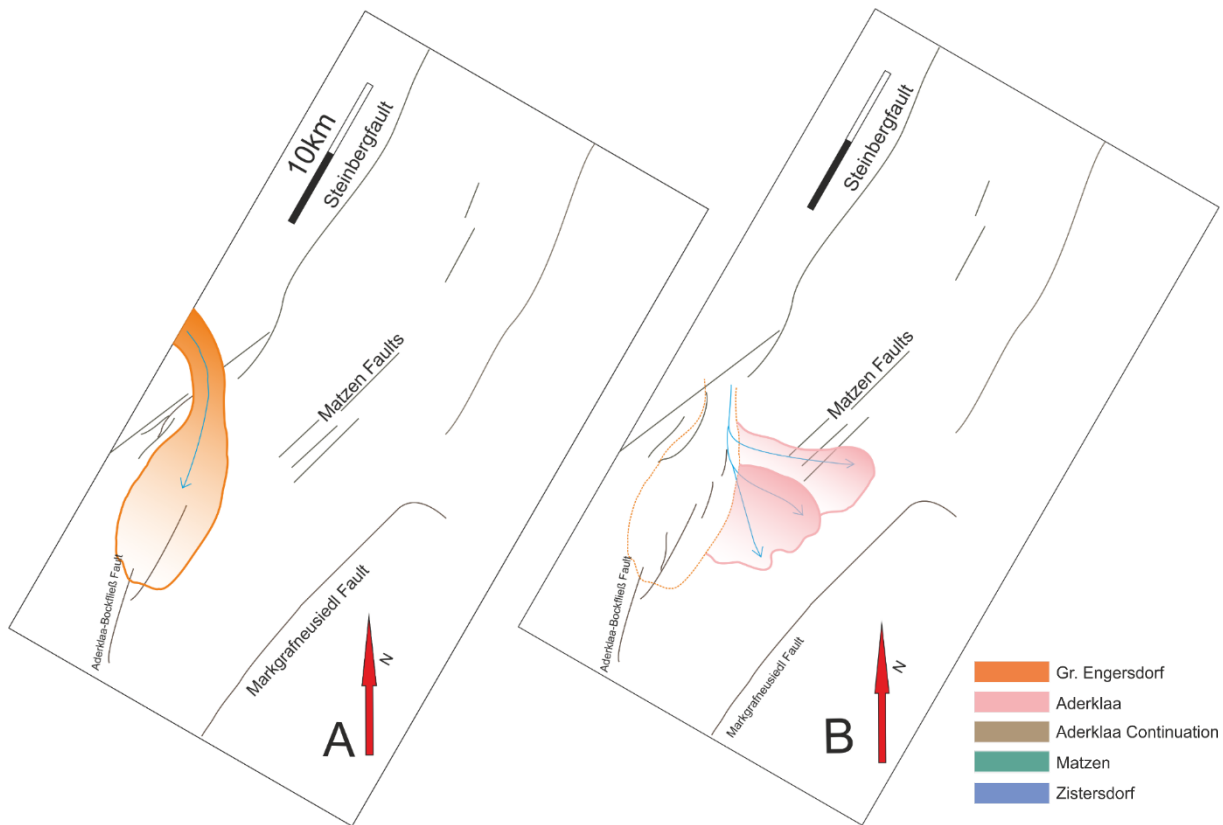 10km
Steinbergfault
Matzen Faults
Aderklaa-Bockfließ Fault
Markgrafneusiedl Fault
N
A
Steinbergfault
Matzen Faults
Aderklaa-Bockfließ Fault
Markgrafneusiedl Fault
N
B
Gr. Engersdorf
Aderklaa
Aderklaa Continuation
Matzen
Zistersdorf